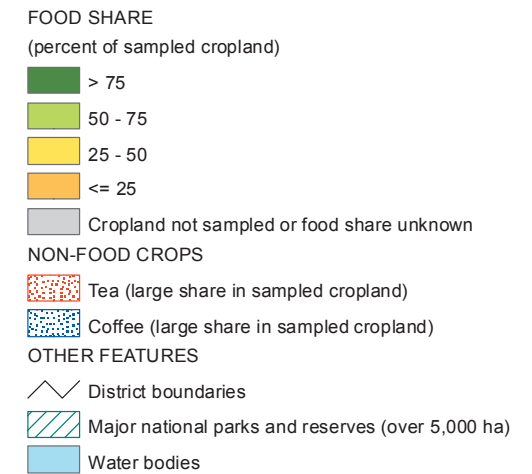 FOOD SHARE
(percent of sampled cropland)
> 75
50 - 75
25 - 50
<= 25
Cropland not sampled or food share unknown
NON-FOOD CROPS
Tea (large share in sampled cropland)
Coffee (large share in sampled cropland)
OTHER FEATURES
District boundaries
Major national parks and reserves (over 5,000 ha)
Water bodies